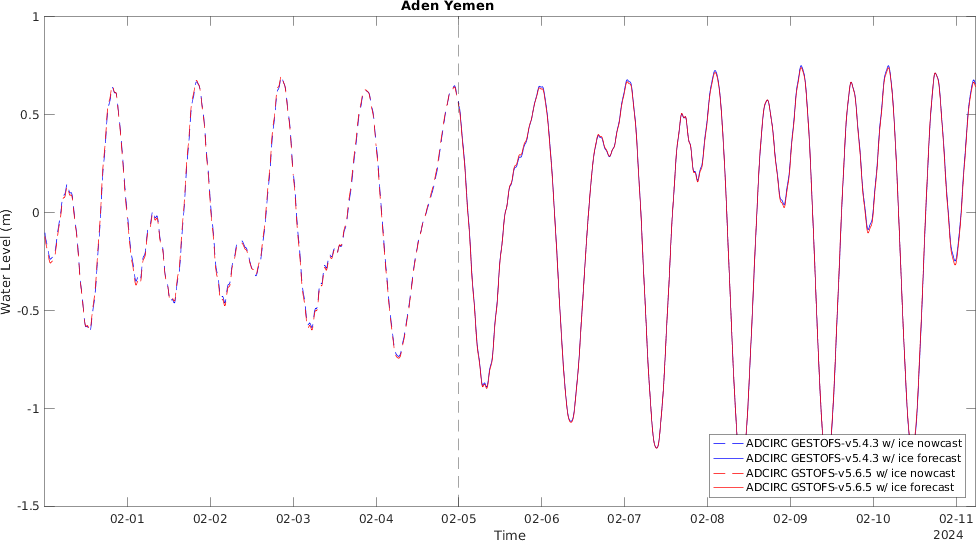 Aden Yemen
1
0.5
0
-0.5
-1
-1.5
Water Level (m)
ADCIRC GESTOFS-v5.4.3 w/ ice nowcast
ADCIRC GESTOFS-v5.4.3 w/ ice forecast
ADCIRC GSTOFS-v5.6.5 w/ ice nowcast
ADCIRC GSTOFS-v5.6.5 w/ ice forecast
02-01 02-02 02-03 02-04 02-05 02-06 02-07 02-08 02-09 02-10 02-11
Time 2024